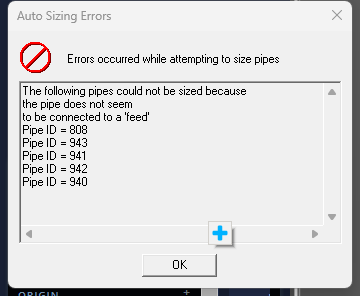 Auto Sizing Errors
Errors occurred while attempting to size pipes
The following pipes could not be sized because
the pipe does not seem
to be connected to a 'feed'
Pipe ID = 808
Pipe ID = 943
Pipe ID = 941
Pipe ID = 942
Pipe ID = 940
OK
ORIGIN